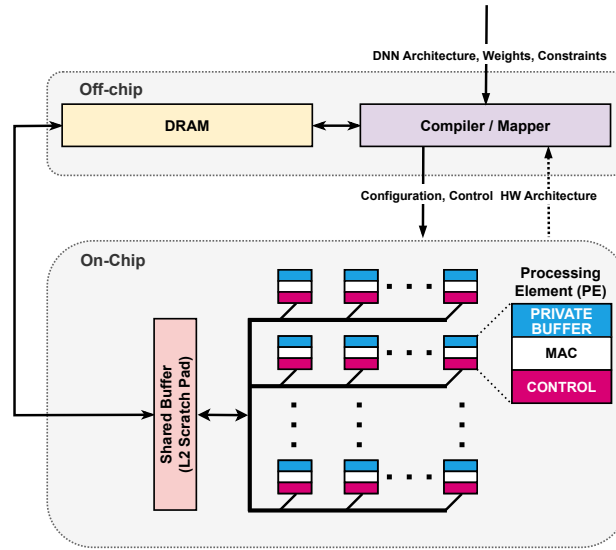 DNN Architecture, Weights, Constraints
Off-chip
DRAM
Compiler / Mapper
Configuration, Control
HW Architecture
On-Chip
Processing
Element (PE)
PRIVATE
BUFFER
MAC
CONTROL
Shared Buffer
(L2 Scratch Pad)